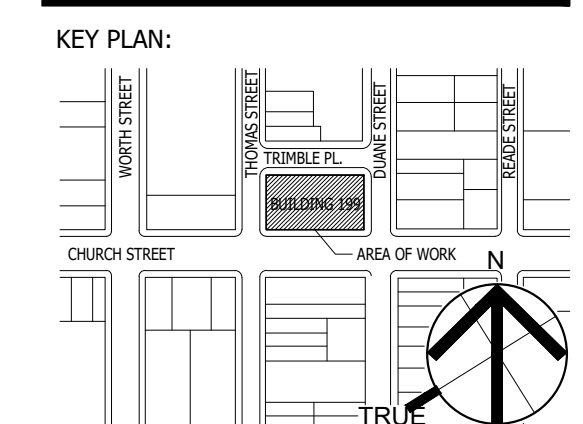 KEY PLAN:
WORTH STREET
THOMAS STREET
DUANE STREET
READE STREET
TRIMBLE PL.
BUILDING 199
CHURCH STREET
AREA OF WORK
N
TRUE